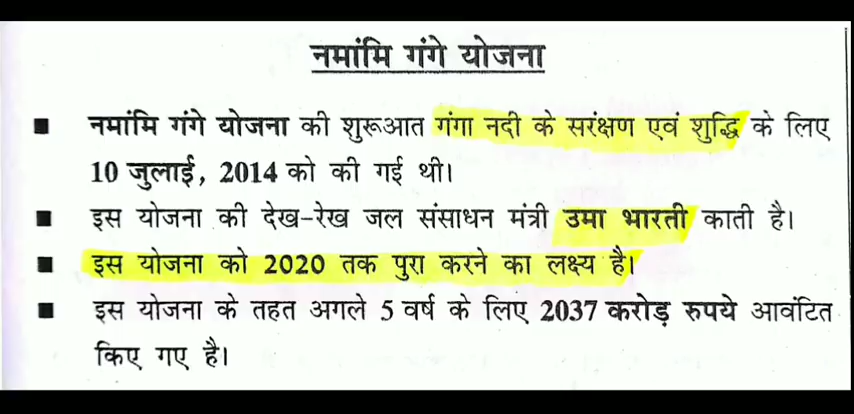 नमांमि गंगे योजना
■ नमांमि गंगे योजना की शुरूआत गंगा नदी के सरंक्षण एवं शुद्धि के लिए
10 जुलाई, 2014 को की गई थी।
■ इस योजना की देख-रेख जल संसाधन मंत्री उमा भारती काती है।
■ इस योजना को 2020 तक पुरा करने का लक्ष्य है।
■ इस योजना के तहत अगले 5 वर्ष के लिए 2037 करोड़ रुपये आवंटित
किए गए है।